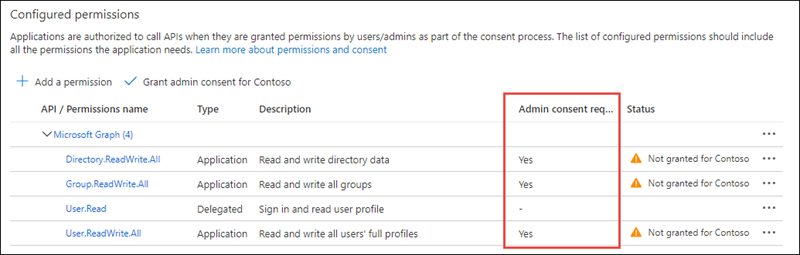 Configured permissions
Applications are authorized to call APIs when they are granted permissions by users/admins as part of the consent process. The list of configured permissions should include
all the permissions the application needs. Learn more about permissions and consent
Add a permission Grant admin consent for Contoso
API / Permissions name Type Description Admin consent req... Status
Microsoft Graph (4) ...
Directory.ReadWrite.All Application Read and write directory data Yes Not granted for Contoso ...
Group.ReadWrite.All Application Read and write all groups Yes Not granted for Contoso ...
User.Read Delegated Sign in and read user profile - ...
User.ReadWrite.All Application Read and write all users' full profiles Yes Not granted for Contoso ...